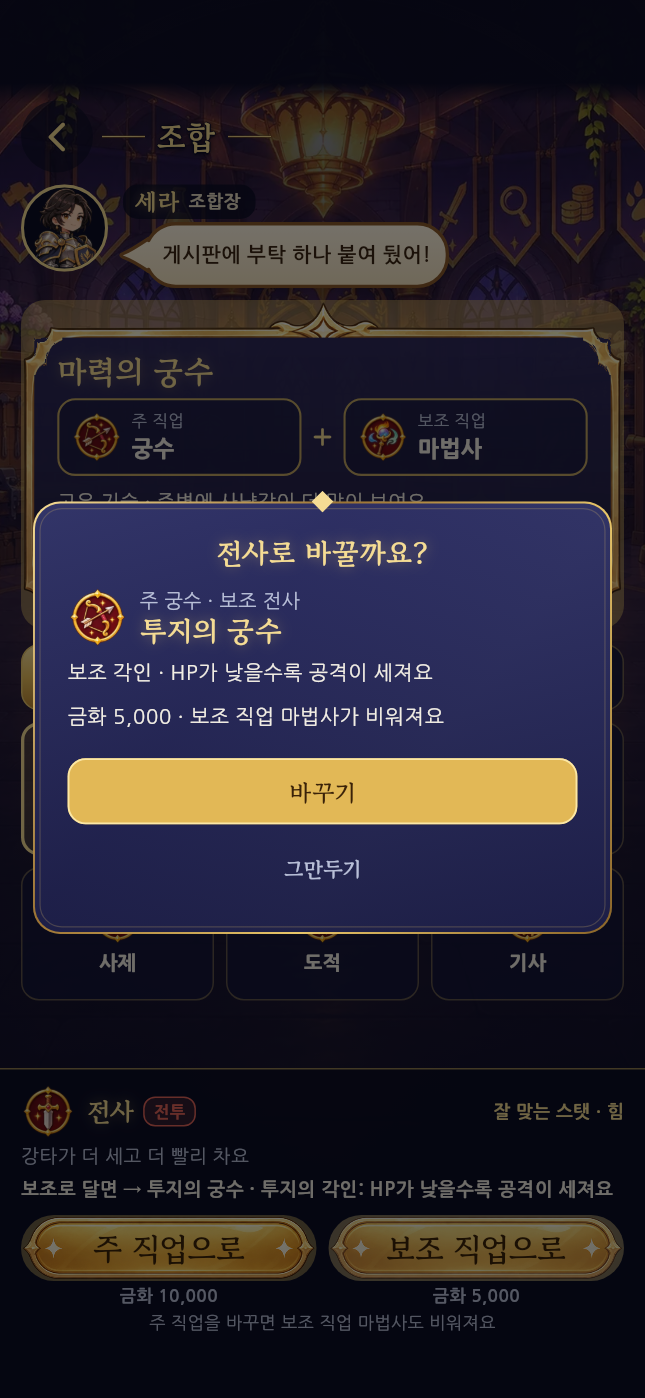 조합
세라 조합장
게시판에 부탁 하나 붙여 뒀어!
마력의 궁수
주 직업
궁수
+
보조 직업
마법사
전사로 바꿀까요?
주 궁수 · 보조 전사
투지의 궁수
보조 각인 · HP가 낮을수록 공격이 세져요
금화 5,000 · 보조 직업 마법사가 비워져요
바꾸기
그만두기
사제
도적
기사
전사 전투
잘 맞는 스탯 · 힘
강타가 더 세고 더 빨리 차요
보조로 달면 → 투지의 궁수 · 투지의 각인: HP가 낮을수록 공격이 세져요
주 직업으로
보조 직업으로
금화 10,000
금화 5,000
주 직업을 바꾸면 보조 직업 마법사도 비워져요